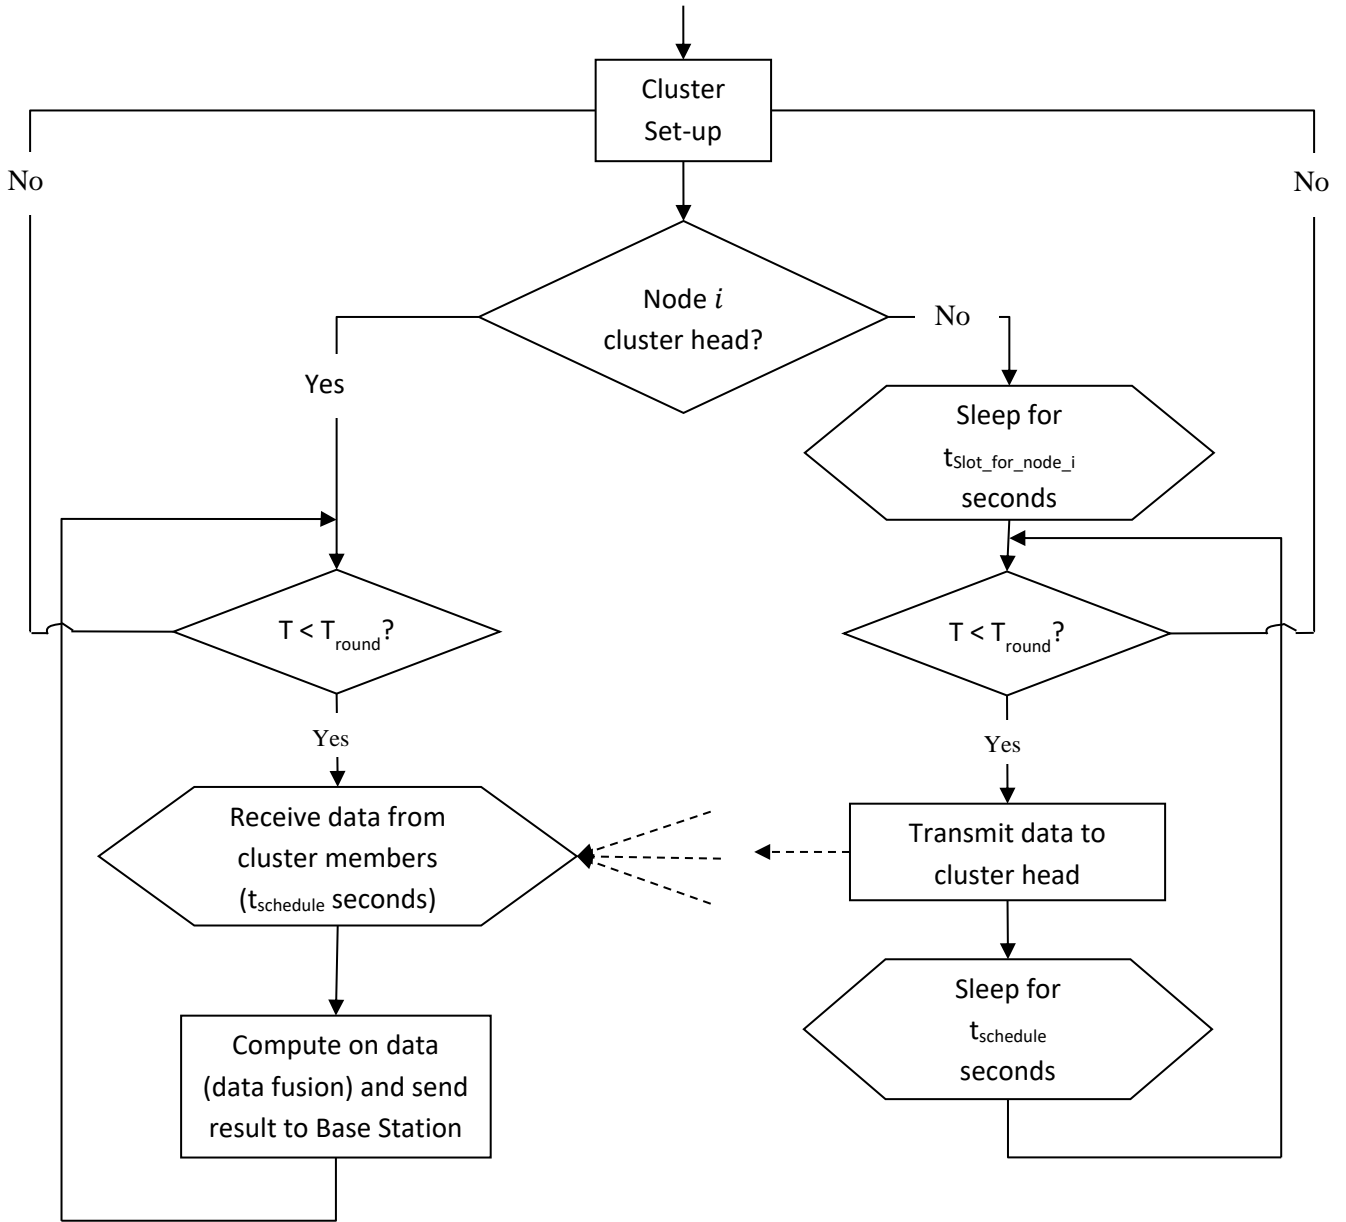 Cluster
Set-up
No
No
Node i
cluster head?
No
Yes
Sleep for
tSlot_for_node_i
seconds
T < Tround?
T < Tround?
Yes
Yes
Receive data from
cluster members
(tschedule seconds)
Transmit data to
cluster head
Compute on data
(data fusion) and send
result to Base Station
Sleep for
tschedule
seconds